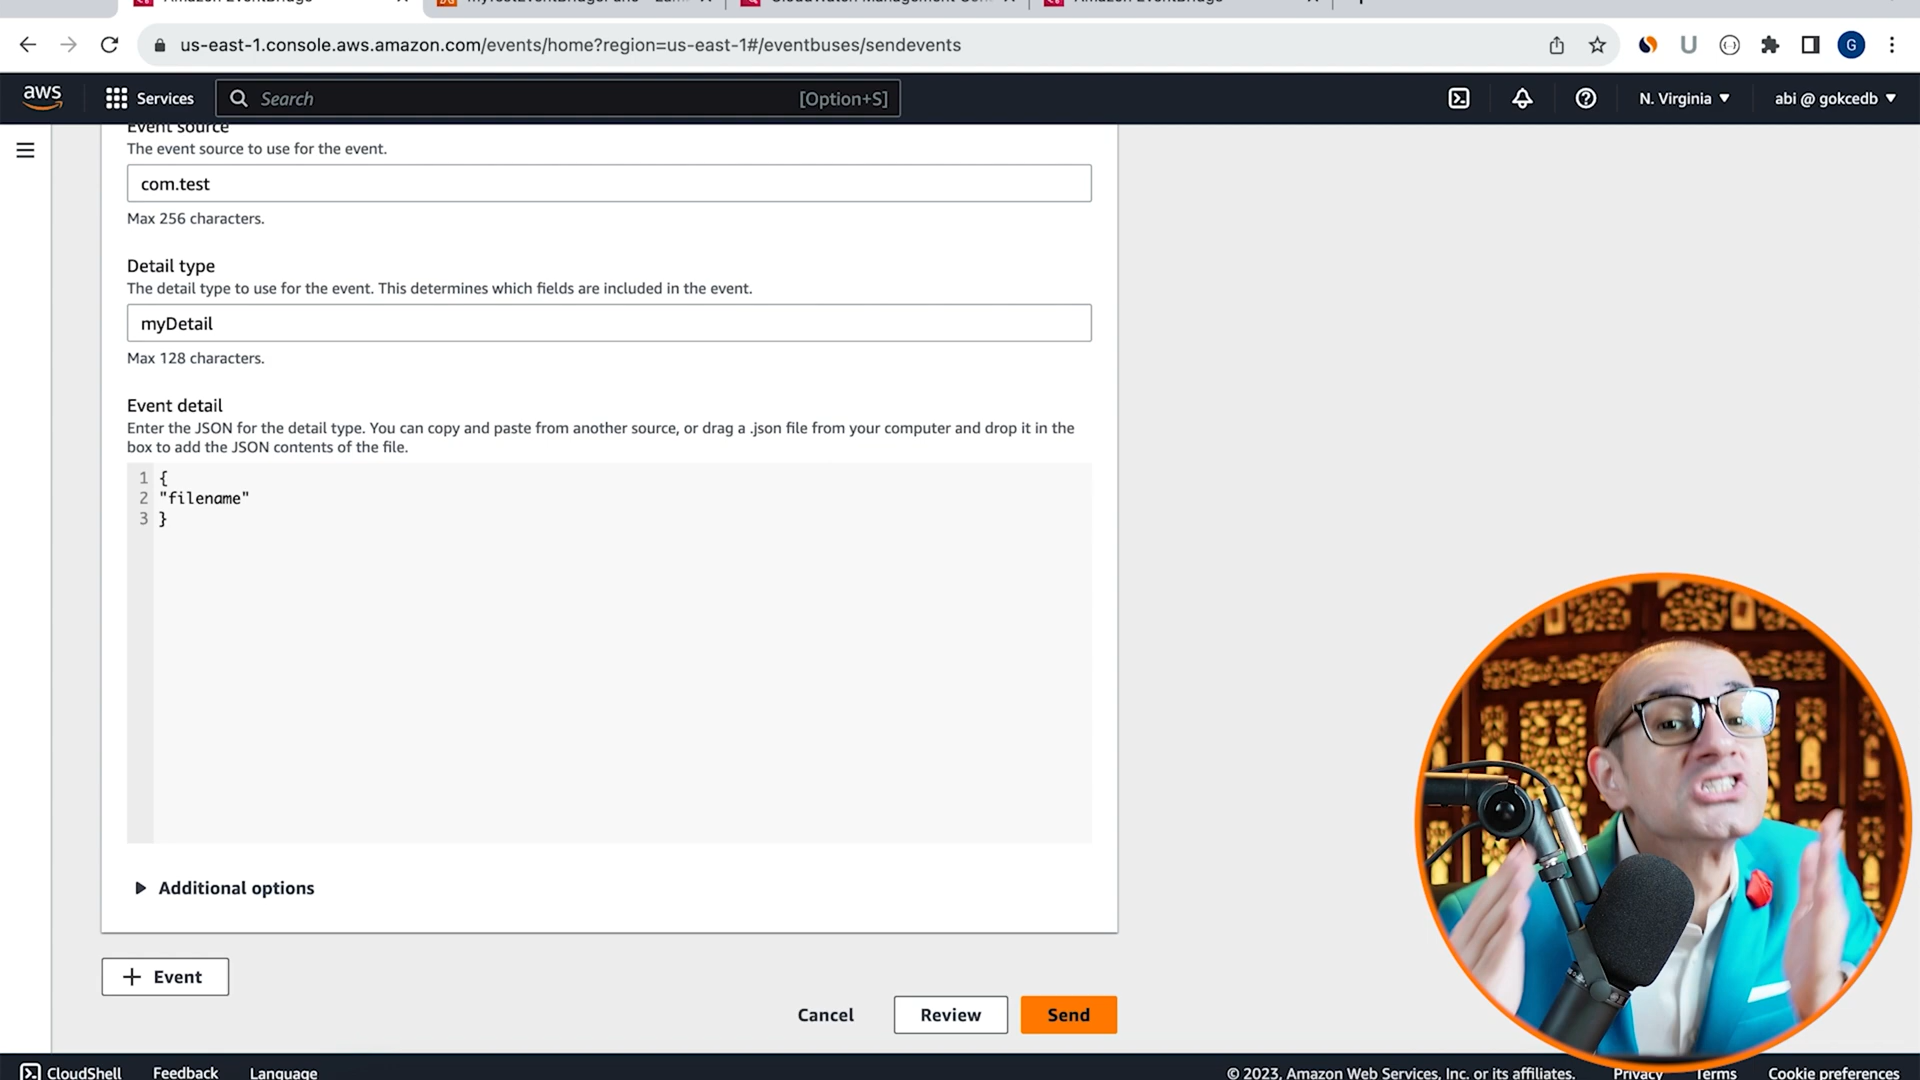 us-east-1.console.aws.amazon.com/events/home?region=us-east-1#/eventbuses/sendevents
G
aws
Services
Search
[Option+S]
N. Virginia
abi @ gokcedb
Event source
The event source to use for the event.
com.test
Max 256 characters.
Detail type
The detail type to use for the event. This determines which fields are included in the event.
myDetail
Max 128 characters.
Event detail
Enter the JSON for the detail type. You can copy and paste from another source, or drag a .json file from your computer and drop it in the
box to add the JSON contents of the file.
1 {
2 "filename"
3 }
Additional options
+ Event
Cancel
Review
Send
CloudShell
Feedback
Language
© 2023, Amazon Web Services, Inc. or its affiliates.
Privacy
Terms
Cookie preferences